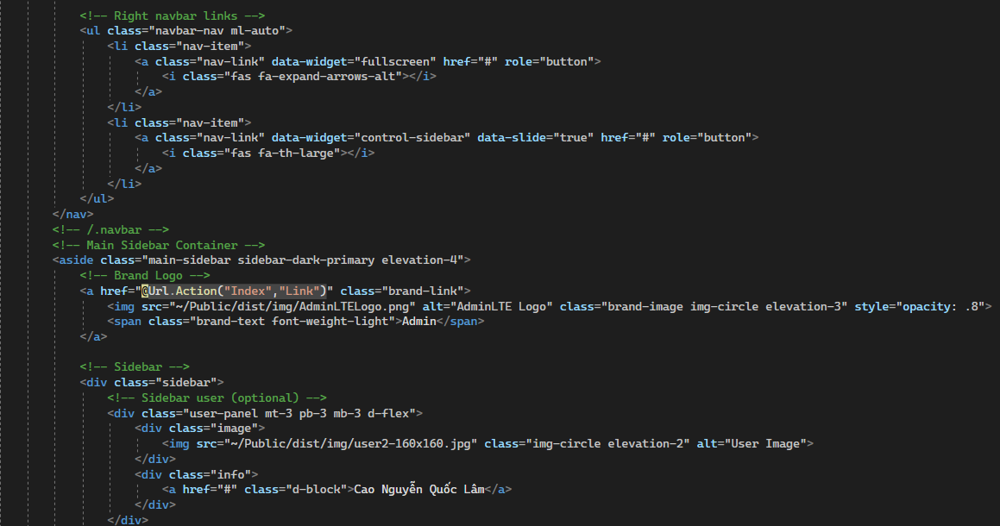 <!-- Right navbar links -->
<ul class="navbar-nav ml-auto">
<li class="nav-item">
<a class="nav-link" data-widget="fullscreen" href="#" role="button">
<i class="fas fa-expand-arrows-alt"></i>
</a>
</li>
<li class="nav-item">
<a class="nav-link" data-widget="control-sidebar" data-slide="true" href="#" role="button">
<i class="fas fa-th-large"></i>
</a>
</li>
</ul>
</nav>
<!-- /.navbar -->
<!-- Main Sidebar Container -->
<aside class="main-sidebar sidebar-dark-primary elevation-4">
<!-- Brand Logo -->
<a href="@Url.Action("Index","Link")" class="brand-link">
<img src="~/Public/dist/img/AdminLTELogo.png" alt="AdminLTE Logo" class="brand-image img-circle elevation-3" style="opacity: .8">
<span class="brand-text font-weight-light">Admin</span>
</a>
<!-- Sidebar -->
<div class="sidebar">
<!-- Sidebar user (optional) -->
<div class="user-panel mt-3 pb-3 mb-3 d-flex">
<div class="image">
<img src="~/Public/dist/img/user2-160x160.jpg" class="img-circle elevation-2" alt="User Image">
</div>
<div class="info">
<a href="#" class="d-block">Cao Nguyễn Quốc Lâm</a>
</div>
</div>